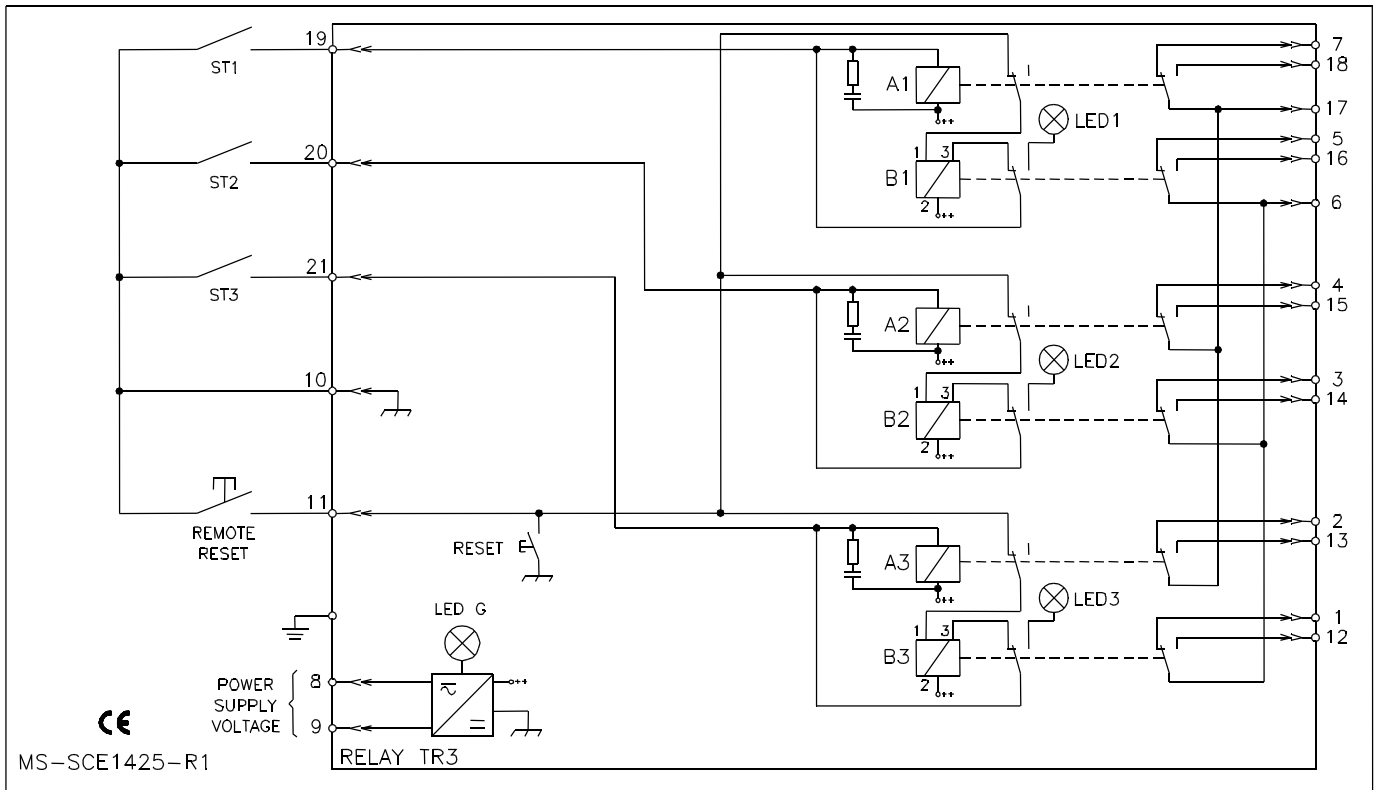 19
ST1
A1
++
LED1
1 3
B1
2
++
7
18
17
5
16
6
20
ST2
A2
++
LED2
1 3
B2
2
++
4
15
3
14
21
ST3
10
11
REMOTE
RESET
RESET
A3
++
LED3
1 3
B3
2
++
2
13
1
12
LED G
++
POWER
SUPPLY
VOLTAGE
8
9
CE
MS-SCE1425-R1
RELAY TR3